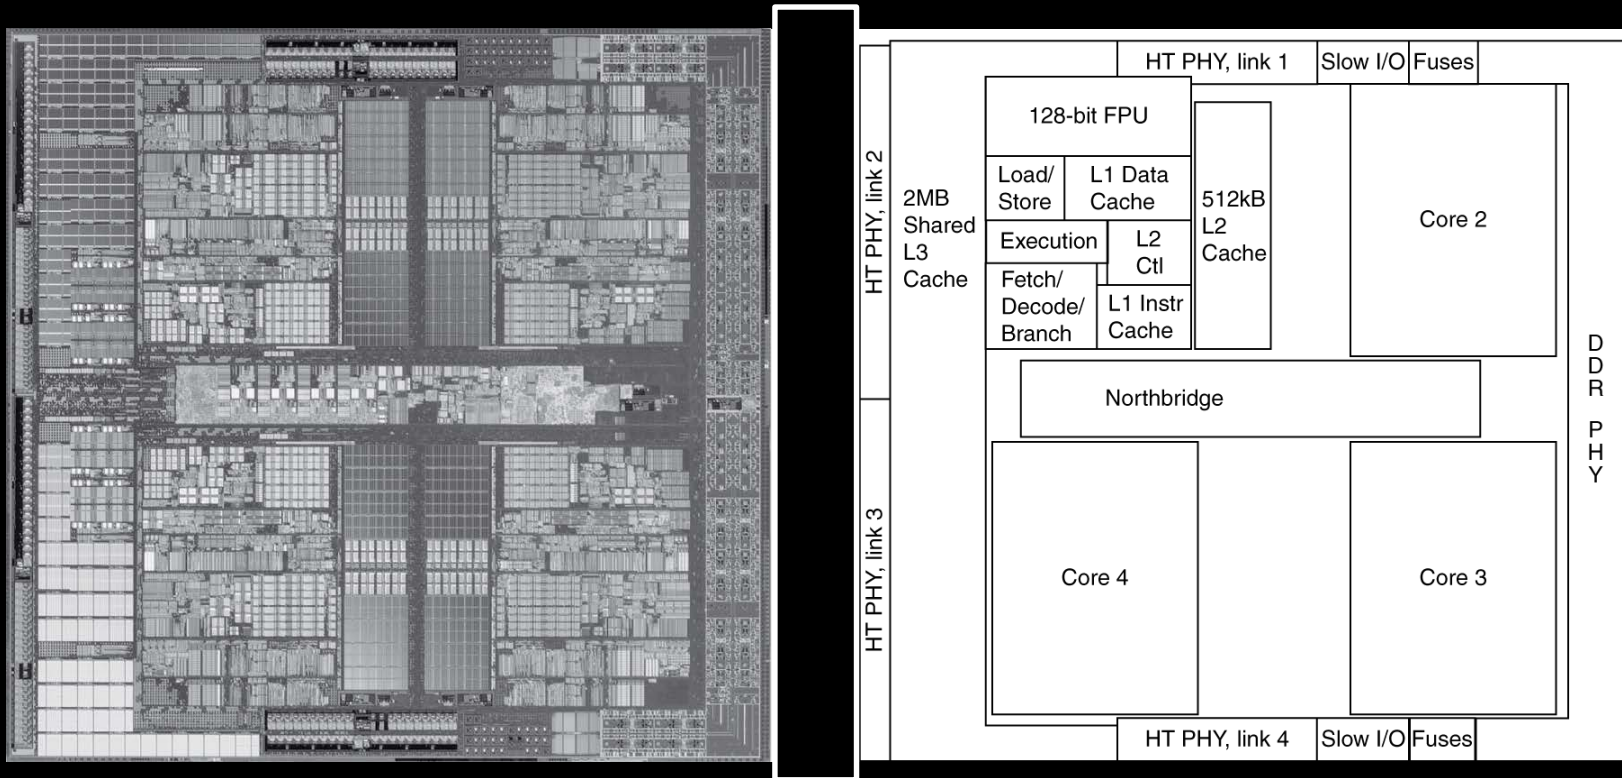 HT PHY, link 1
Slow I/O
Fuses
HT PHY, link 2
2MB
Shared
L3
Cache
128-bit FPU
Load/
Store
L1 Data
Cache
Execution
L2
Ctl
Fetch/
Decode/
Branch
L1 Instr
Cache
512kB
L2
Cache
Core 2
Northbridge
DDR PHY
HT PHY, link 3
Core 4
Core 3
HT PHY, link 4
Slow I/O
Fuses